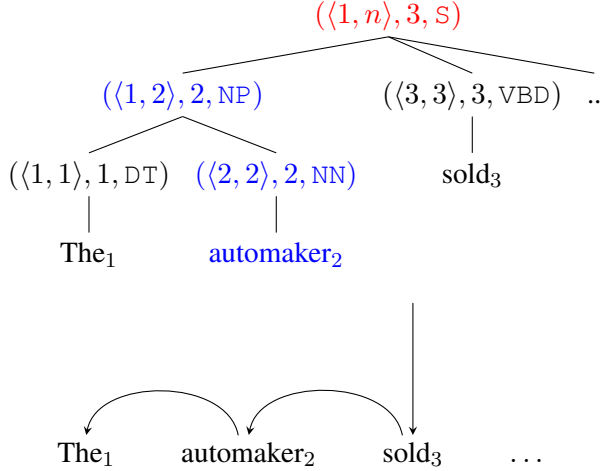 (⟨1, n⟩, 3, S)
(⟨1, 2⟩, 2, NP) (⟨3, 3⟩, 3, VBD) ..
(⟨1, 1⟩, 1, DT) (⟨2, 2⟩, 2, NN) sold₃
The₁ automaker₂
The₁ automaker₂ sold₃ ...